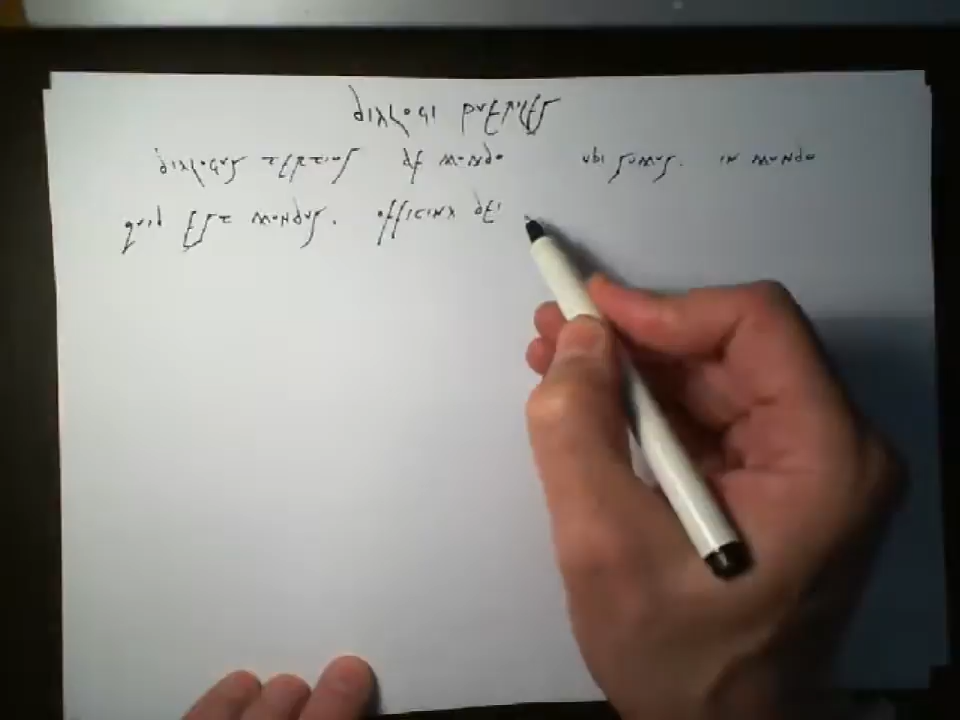 dialogi pueriles
dialogus tertius de mundo ubi sumus. in mundo
quid est mundus. officina dei